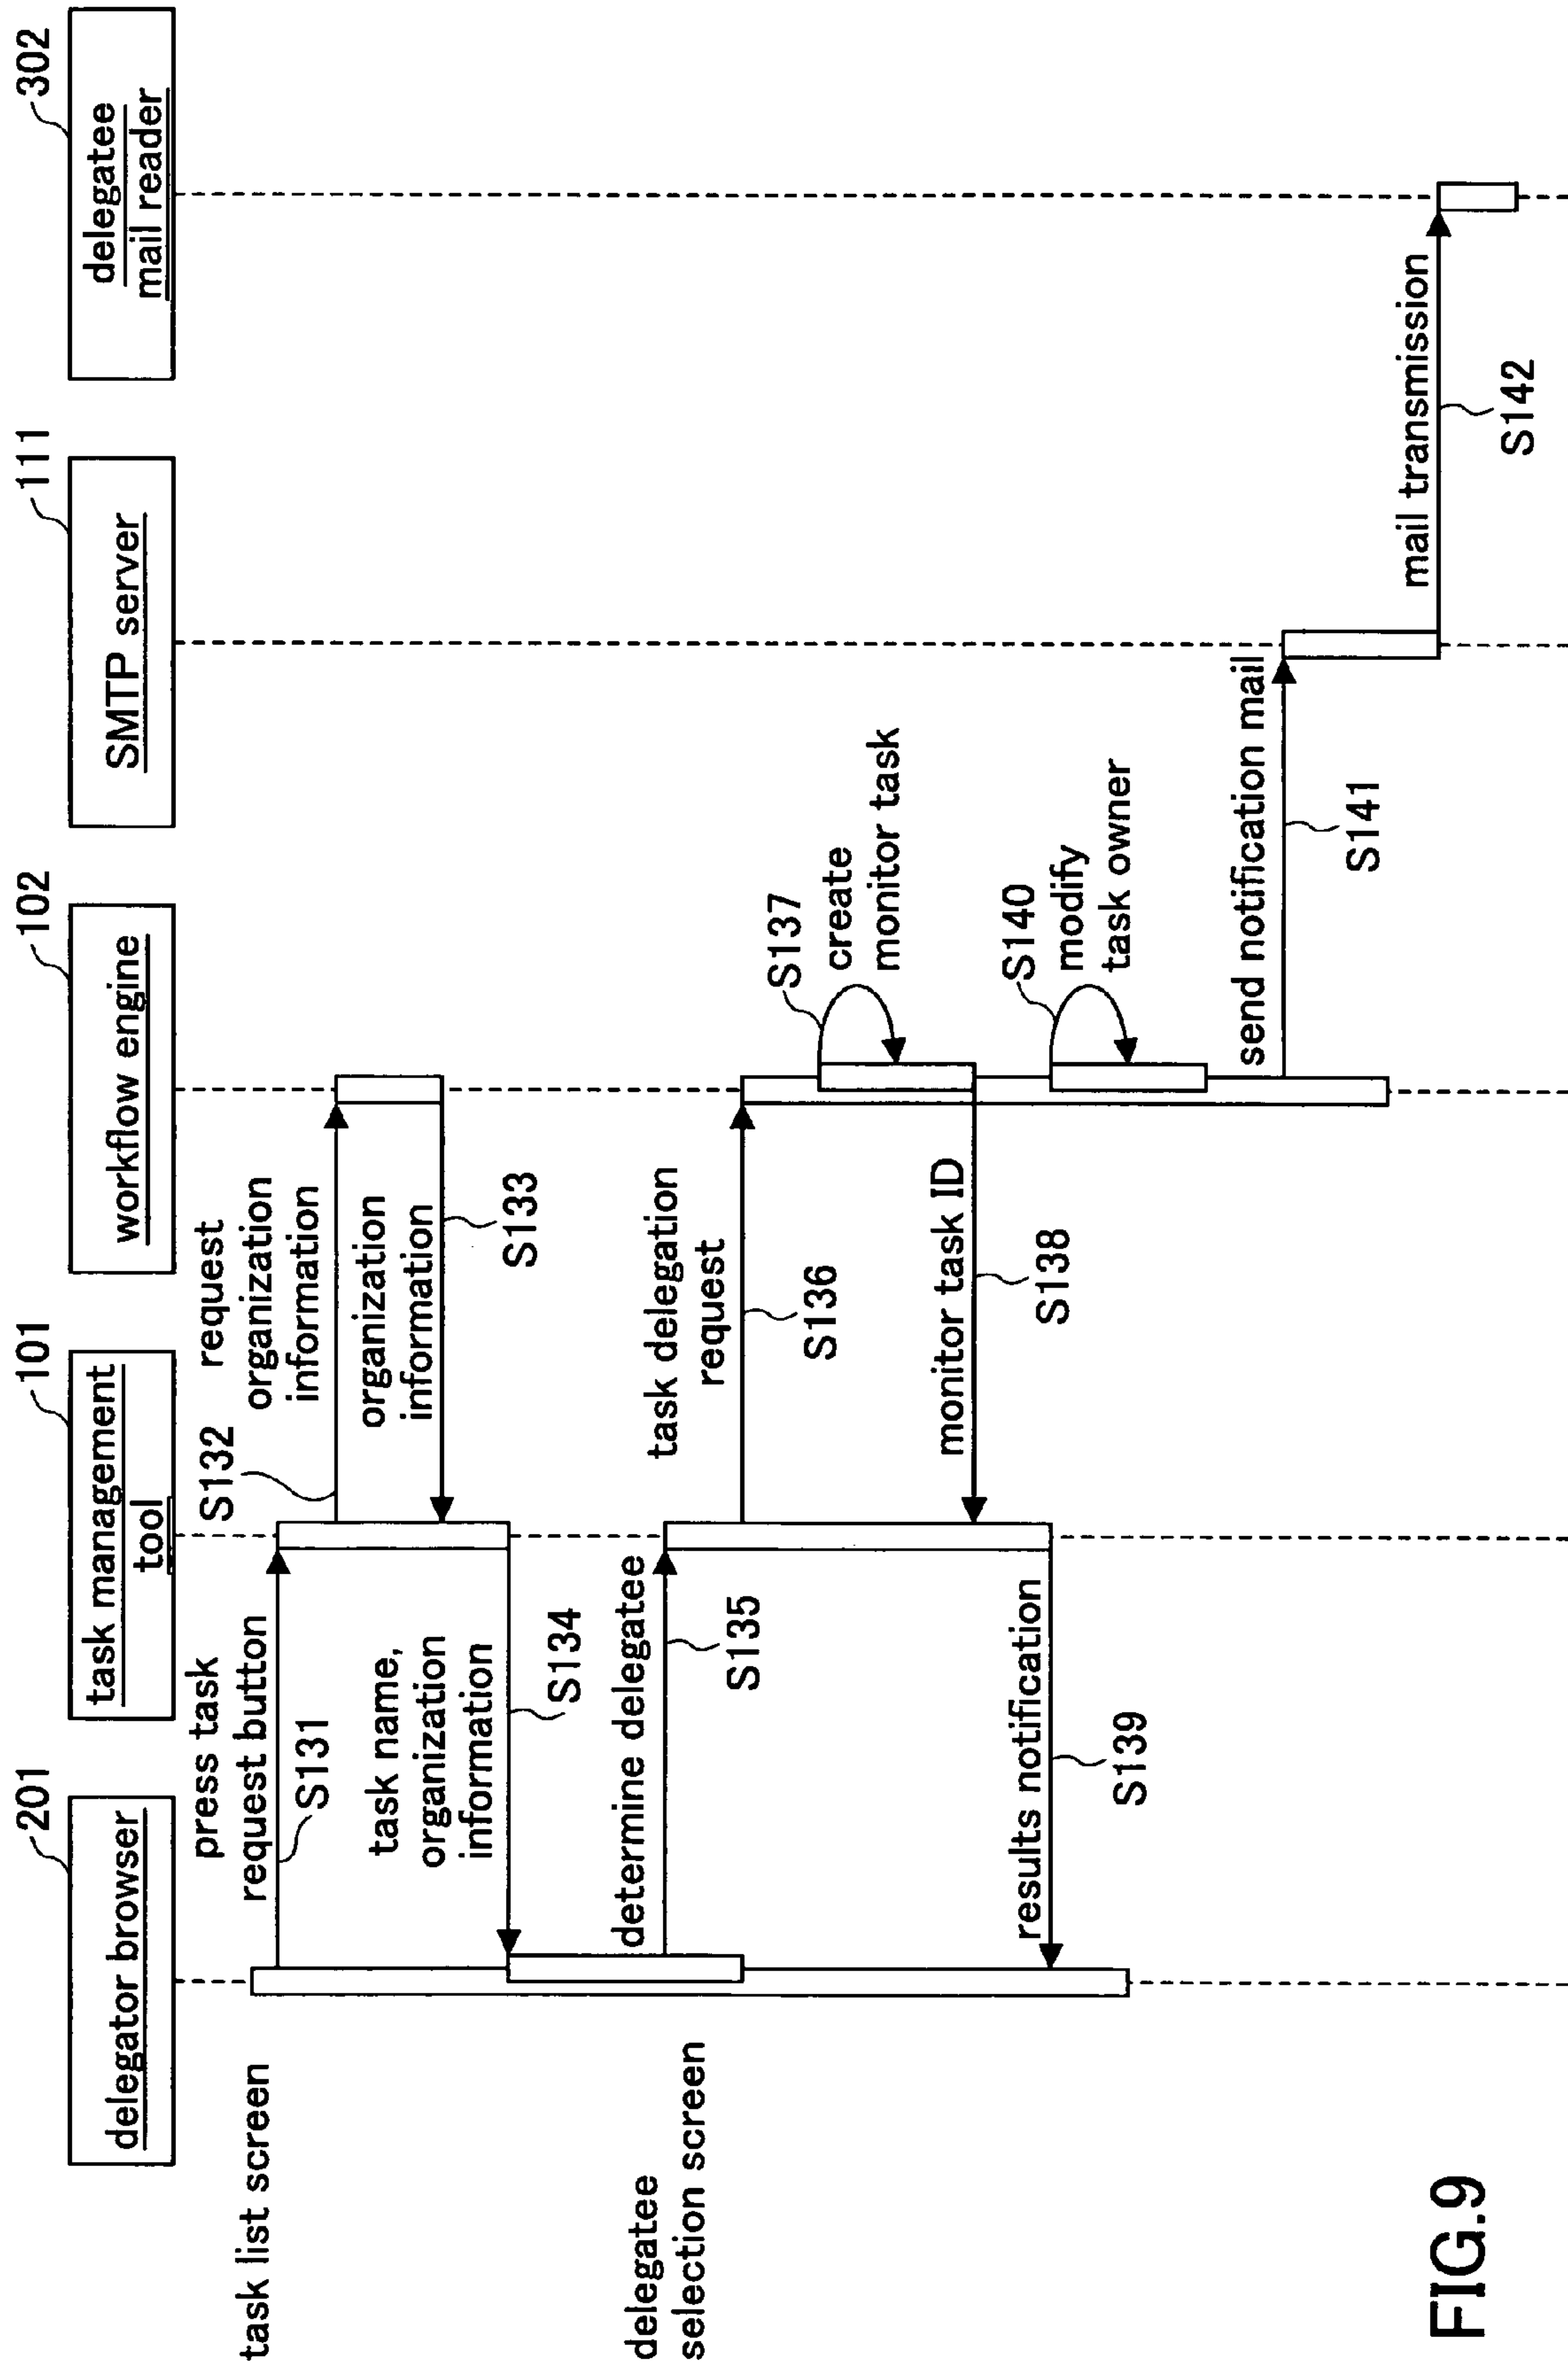 201
101
102
111
302
delegator browser
task management
tool
workflow engine
SMTP server
delegatee
mail reader
task list screen
press task
request button
S131
S132
request
organization
information
organization
information
S133
task name,
organization
information
S134
delegatee
selection screen
determine delegatee
S135
task delegation
request
S136
S137
create
monitor task
monitor task ID
S138
results notification
S139
S140
modify
task owner
send notification mail
S141
mail transmission
S142
FIG.9